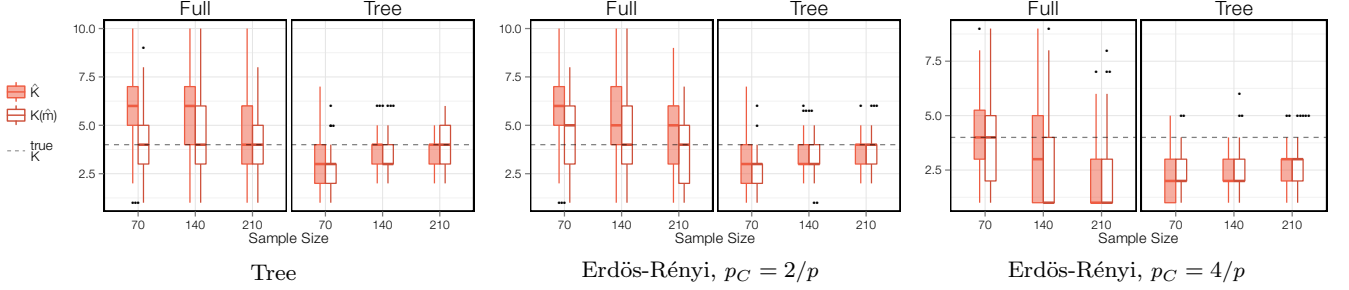 Full Tree
10.0
7.5
5.0
2.5
70 140 210 70 140 210
Sample Size
Tree
K̂
K(m̂)
true
K
Full Tree
10.0
7.5
5.0
2.5
70 140 210 70 140 210
Sample Size
Erdös-Rényi, p_C = 2/p
Full Tree
7.5
5.0
2.5
70 140 210 70 140 210
Sample Size
Erdös-Rényi, p_C = 4/p